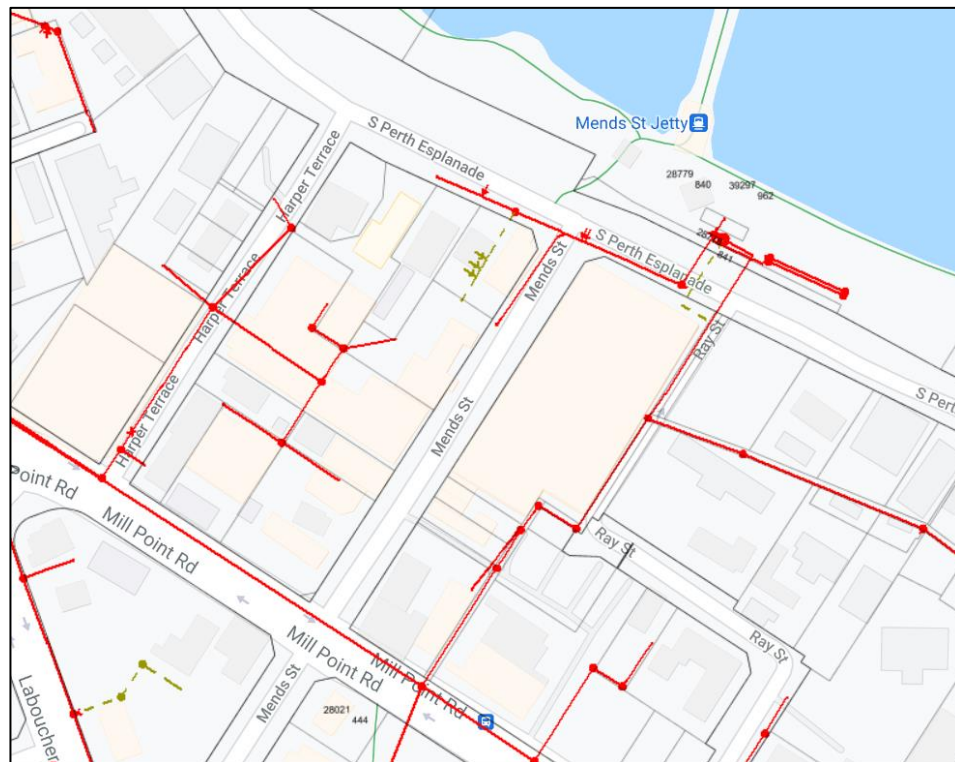 S Perth Esplanade
Mends St Jetty
Harper Terrace
28779
840
39297
962
S Perth Esplanade
841
Mends St
Harper Terrace
Ray St
S Pert
Harper Terrace
Mends St
Point Rd
Mill Point Rd
Ray St
Ray St
Mill Point Rd
Mill Point Rd
Mends St
Laboucher
28021
444